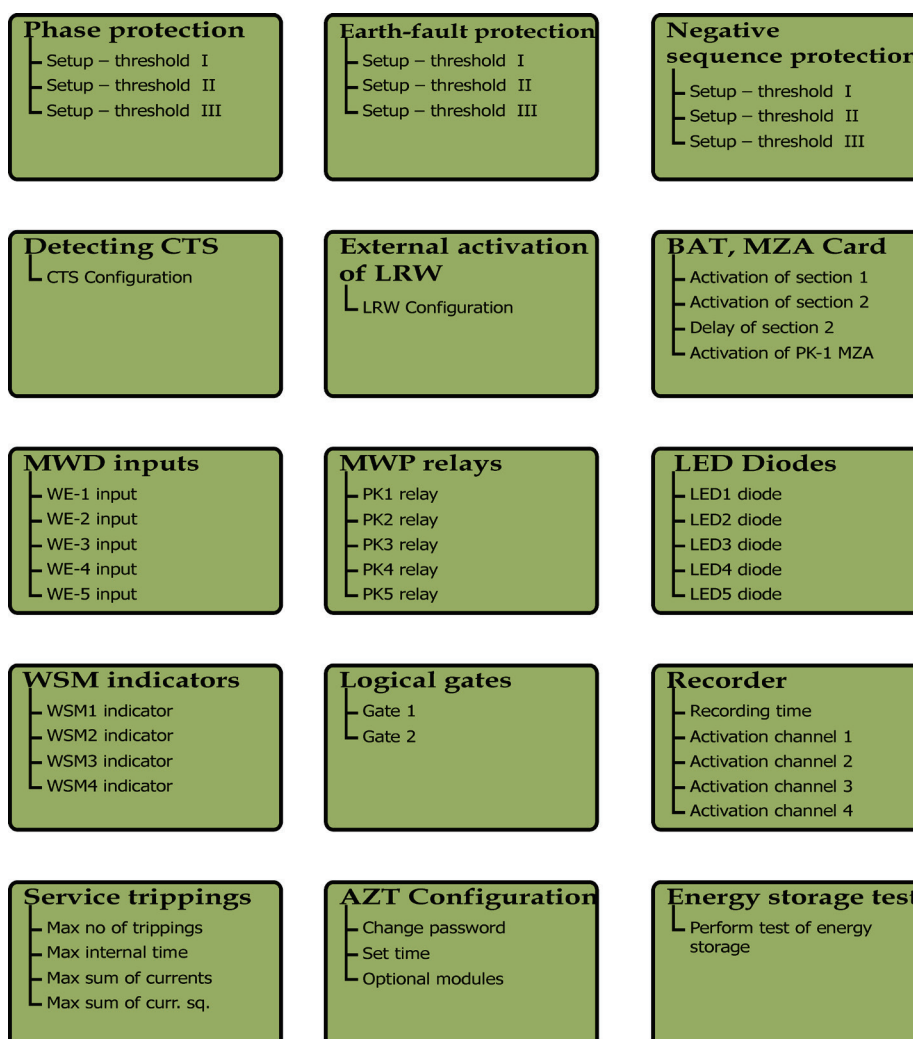 Phase protection
Setup – threshold I
Setup – threshold II
Setup – threshold III
Earth-fault protection
Setup – threshold I
Setup – threshold II
Setup – threshold III
Negative
sequence protection
Setup – threshold I
Setup – threshold II
Setup – threshold III
Detecting CTS
CTS Configuration
External activation
of LRW
LRW Configuration
BAT, MZA Card
Activation of section 1
Activation of section 2
Delay of section 2
Activation of PK-1 MZA
MWD inputs
WE-1 input
WE-2 input
WE-3 input
WE-4 input
WE-5 input
MWP relays
PK1 relay
PK2 relay
PK3 relay
PK4 relay
PK5 relay
LED Diodes
LED1 diode
LED2 diode
LED3 diode
LED4 diode
LED5 diode
WSM indicators
WSM1 indicator
WSM2 indicator
WSM3 indicator
WSM4 indicator
Logical gates
Gate 1
Gate 2
Recorder
Recording time
Activation channel 1
Activation channel 2
Activation channel 3
Activation channel 4
Service trippings
Max no of trippings
Max internal time
Max sum of currents
Max sum of curr. sq.
AZT Configuration
Change password
Set time
Optional modules
Energy storage test
Perform test of energy
storage